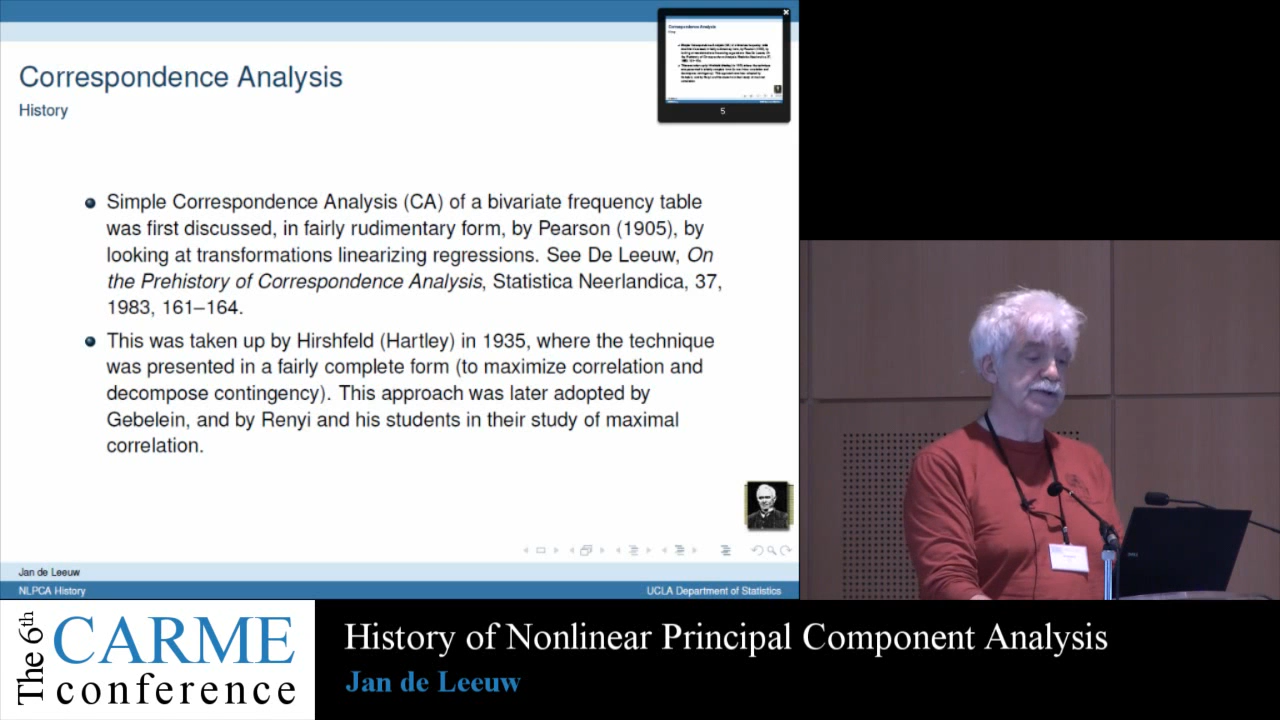 Correspondence Analysis
History
5
Simple Correspondence Analysis (CA) of a bivariate frequency table
was first discussed, in fairly rudimentary form, by Pearson (1905), by
looking at transformations linearizing regressions. See De Leeuw, On
the Prehistory of Correspondence Analysis, Statistica Neerlandica, 37,
1983, 161–164.
This was taken up by Hirshfeld (Hartley) in 1935, where the technique
was presented in a fairly complete form (to maximize correlation and
decompose contingency). This approach was later adopted by
Gebelein, and by Renyi and his students in their study of maximal
correlation.
Jan de Leeuw
NLPCA History
UCLA Department of Statistics
The 6th CARME
conference
History of Nonlinear Principal Component Analysis
Jan de Leeuw